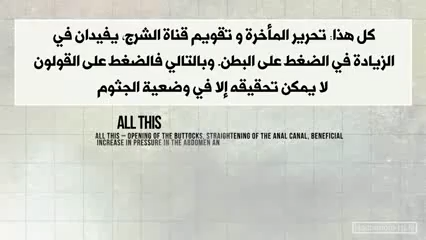 كل هذا: تحرير المأخرة و تقويم قناة الشرج، يفيدان في
الزيادة في الضغط على البطن. وبالتالي فالضغط على القولون
لا يمكن تحقيقه إلا في وضعية الجثوم
ALL THIS
ALL THIS – OPENING OF THE BUTTOCKS, STRAIGHTENING OF THE ANAL CANAL, BENEFICIAL
INCREASE IN PRESSURE IN THE ABDOMEN AN